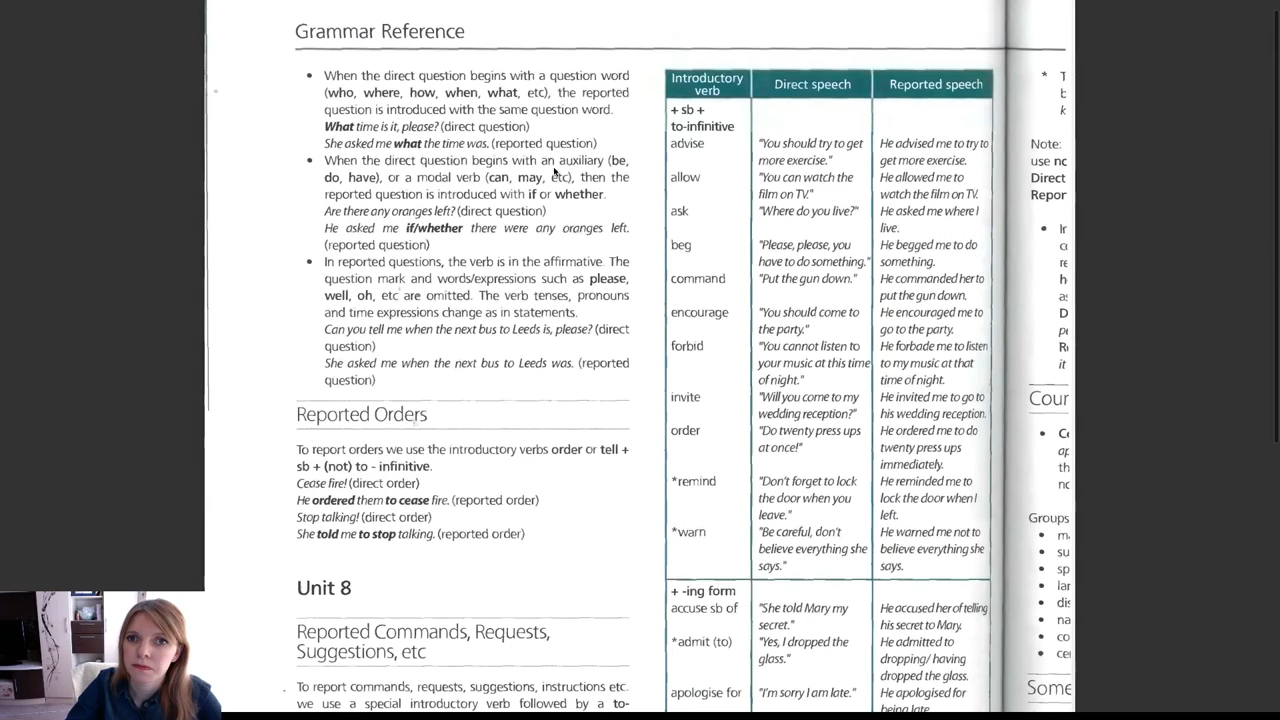 Grammar Reference
• When the direct question begins with a question word
(who, where, how, when, what, etc), the reported
question is introduced with the same question word.
What time is it, please? (direct question)
She asked me what the time was. (reported question)
• When the direct question begins with an auxiliary (be,
do, have), or a modal verb (can, may, etc), then the
reported question is introduced with if or whether.
Are there any oranges left? (direct question)
He asked me if/whether there were any oranges left.
(reported question)
• In reported questions, the verb is in the affirmative. The
question mark and words/expressions such as please,
well, oh, etc are omitted. The verb tenses, pronouns
and time expressions change as in statements.
Can you tell me when the next bus to Leeds is, please? (direct
question)
She asked me when the next bus to Leeds was. (reported
question)
Reported Orders
To report orders we use the introductory verbs order or tell +
sb + (not) to - infinitive.
Cease fire! (direct order)
He ordered them to cease fire. (reported order)
Stop talking! (direct order)
She told me to stop talking. (reported order)
Unit 8
Reported Commands, Requests,
Suggestions, etc
To report commands, requests, suggestions, instructions etc.
we use a special introductory verb followed by a to-
Introductory
verb
Direct speech
Reported speech
+ sb +
to-infinitive
advise
"You should try to get
more exercise."
He advised me to try to
get more exercise.
allow
"You can watch the
film on TV."
He allowed me to
watch the film on TV.
ask
"Where do you live?"
He asked me where I
live.
beg
"Please, please, you
have to do something."
He begged me to do
something.
command
"Put the gun down."
He commanded her to
put the gun down.
encourage
"You should come to
the party."
He encouraged me to
go to the party.
forbid
"You cannot listen to
your music at this time
of night."
He forbade me to listen
to my music at that
time of night.
invite
"Will you come to my
wedding reception?"
He invited me to go to
his wedding reception.
order
"Do twenty press ups
at once!"
He ordered me to do
twenty press ups
immediately.
*remind
"Don't forget to lock
the door when you
leave."
He reminded me to
lock the door when I
left.
*warn
"Be careful, don't
believe everything she
says."
He warned me not to
believe everything she
says.
+ -ing form
accuse sb of
"She told Mary my
secret."
He accused her of telling
his secret to Mary.
*admit (to)
"Yes, I dropped the
glass."
He admitted to
dropping/ having
dropped the glass.
apologise for
"I'm sorry I am late."
He apologised for
being late.
* T
b
k
Note:
use no
Direct
Repor
• Ir
re
h
as
D
R
it
Cour
• Co
ap
th
no
Groups
• m
• su
• sp
• lar
• dis
• na
• co
• cer
Some